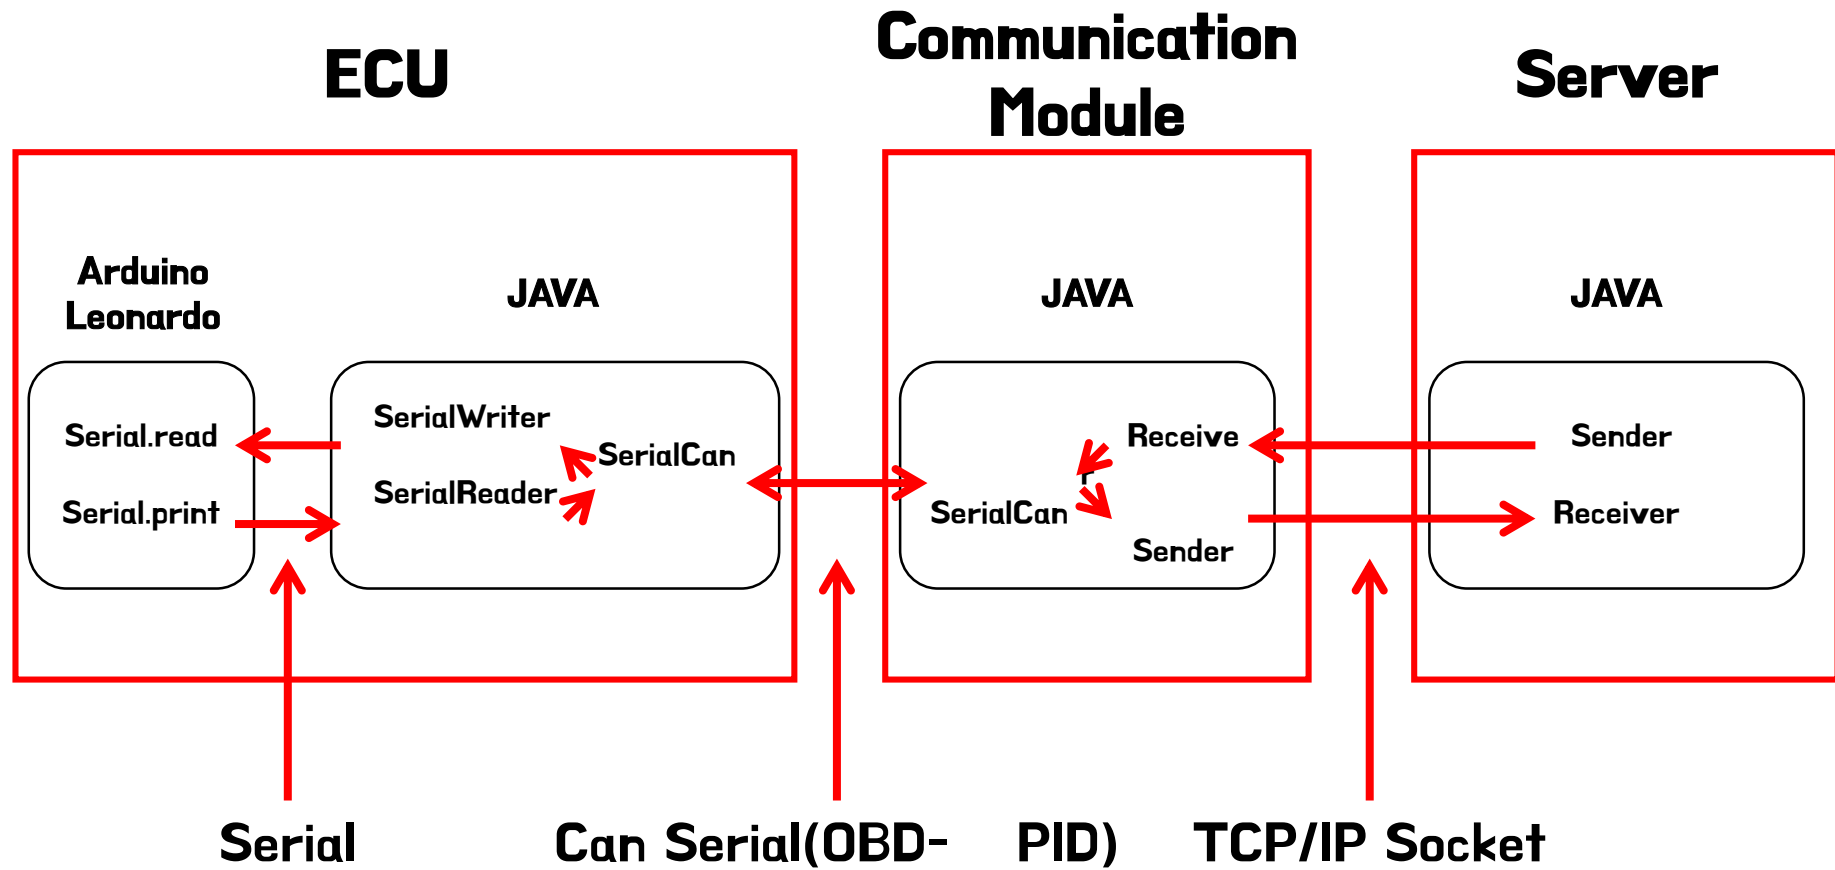 ECU
Communication
Module
Server
Arduino
Leonardo
JAVA
JAVA
JAVA
Serial.read
Serial.print
SerialWriter
SerialReader
SerialCan
Receive
r
SerialCan
Sender
Sender
Receiver
Serial
Can Serial(OBD- PID)
TCP/IP Socket